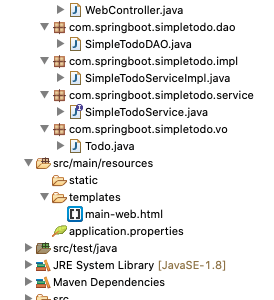 WebController.java
com.springboot.simpletodo.dao
SimpleTodoDAO.java
com.springboot.simpletodo.impl
SimpleTodoServiceImpl.java
com.springboot.simpletodo.service
SimpleTodoService.java
com.springboot.simpletodo.vo
Todo.java
src/main/resources
static
templates
main-web.html
application.properties
src/test/java
JRE System Library [JavaSE-1.8]
Maven Dependencies
src